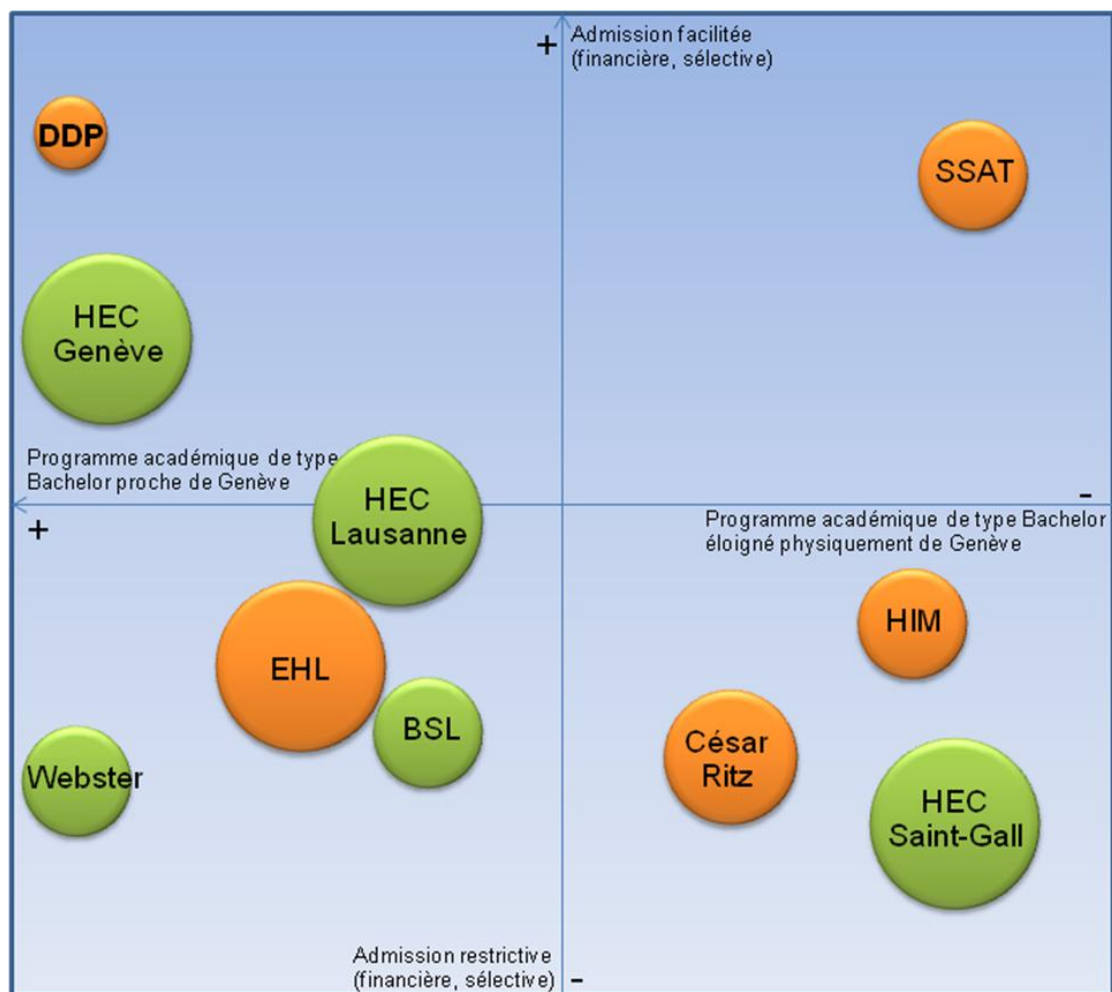 +
Admission facilitée
(financière, sélective)
DDP
SSAT
HEC
Genève
Programme académique de type
Bachelor proche de Genève
+
HEC
Lausanne
-
Programme académique de type Bachelor
éloigné physiquement de Genève
HIM
EHL
BSL
César
Ritz
Webster
HEC
Saint-Gall
Admission restrictive
(financière, sélective)
-